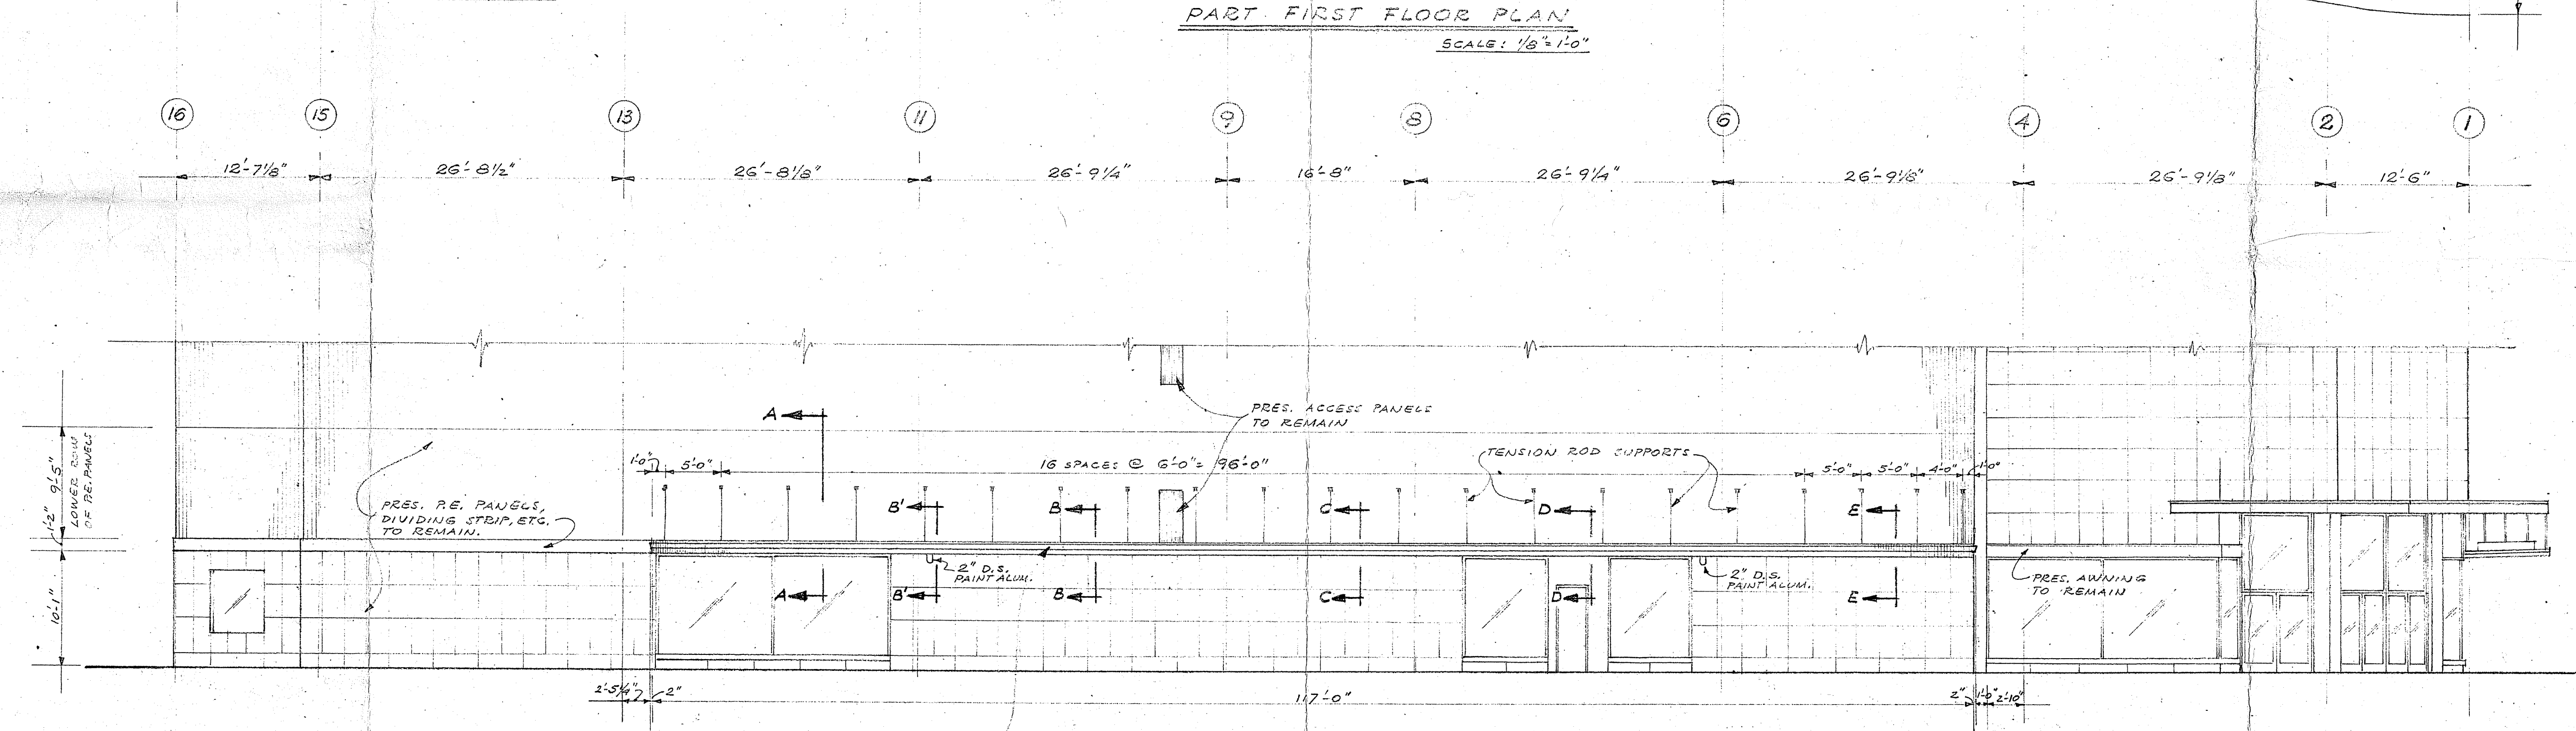 PART FIRST FLOOR PLAN
SCALE: 1/8"=1'-0"
16 15 13 11 9 8 6 4 2 1
12'-7 1/8" 26'-8 1/2" 26'-8 1/8" 26'-9 1/4" 16'-8" 26'-9 1/4" 26'-9 1/8" 26'-9 1/8" 12'-6"
A
PRES. ACCESS PANELS
TO REMAIN
1'-0" 5'-0" 16 SPACES @ 6'-0" = 96'-0"
TENSION ROD SUPPORTS
5'-0" 5'-0" 4'-0" 1'-0"
9'-5"
LOWER ROW
OF P.E. PANELS
1'-2"
10'-1"
PRES. P.E. PANELS,
DIVIDING STRIP, ETC.
TO REMAIN.
B' B C D E
2" D.S.
PAINT ALUM.
2" D.S.
PAINT ALUM.
PRES. AWNING
TO REMAIN
A B' B C D E
2'-5 1/4" 2" 117'-0" 2" 1'-0" 2'-10"